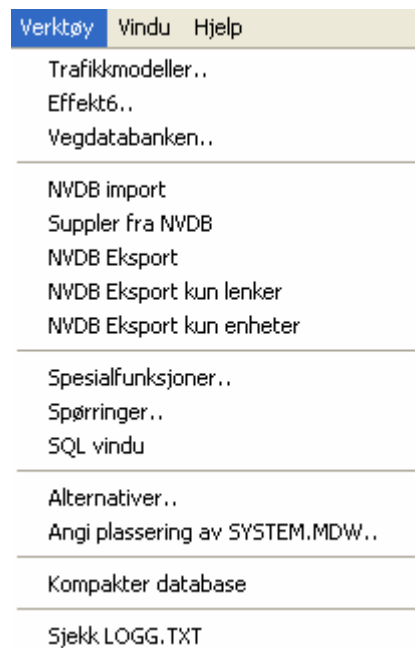 Verktøy Vindu Hjelp
Trafikkmodeller..
Effekt6..
Vegdatabanken..
NVDB import
Suppler fra NVDB
NVDB Eksport
NVDB Eksport kun lenker
NVDB Eksport kun enheter
Spesialfunksjoner..
Spørringer..
SQL vindu
Alternativer..
Angi plassering av SYSTEM.MDW..
Kompakter database
Sjekk LOGG.TXT